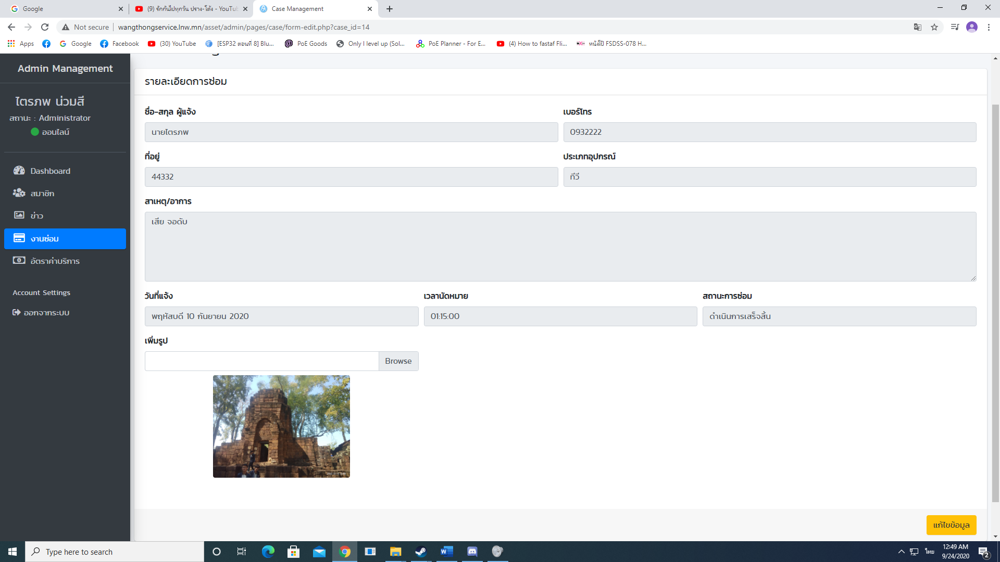 Google
(9) รักกันไปทุกวัน ปราง-โต้ง - YouTub
Case Management
Not secure
wangthongservice.lnw.mn/asset/admin/pages/case/form-edit.php?case_id=14
Apps
Google
Facebook
(30) YouTube
[ESP32 ตอนที่ 8] Blu...
PoE Goods
Only I level up (Sol...
PoE Planner - For E...
(4) How to fastaf Fli...
หนังโป๊ FSDSS-078 H...
Admin Management
ไตรภพ น่วมสี
สถานะ : Administrator
ออนไลน์
Dashboard
สมาชิก
ข่าว
งานซ่อม
อัตราค่าบริการ
Account Settings
ออกจากระบบ
รายละเอียดการซ่อม
ชื่อ-สกุล ผู้แจ้ง
เบอร์โทร
นายไตรภพ
0932222
ที่อยู่
ประเภทอุปกรณ์
44332
ทีวี
สาเหตุ/อาการ
เสีย จอดับ
วันที่แจ้ง
เวลานัดหมาย
สถานะการซ่อม
พฤหัสบดี 10 กันยายน 2020
01:15:00
ดำเนินการเสร็จสิ้น
เพิ่มรูป
Browse
แก้ไขข้อมูล
Type here to search
ไทย
12:49 AM
9/24/2020
2